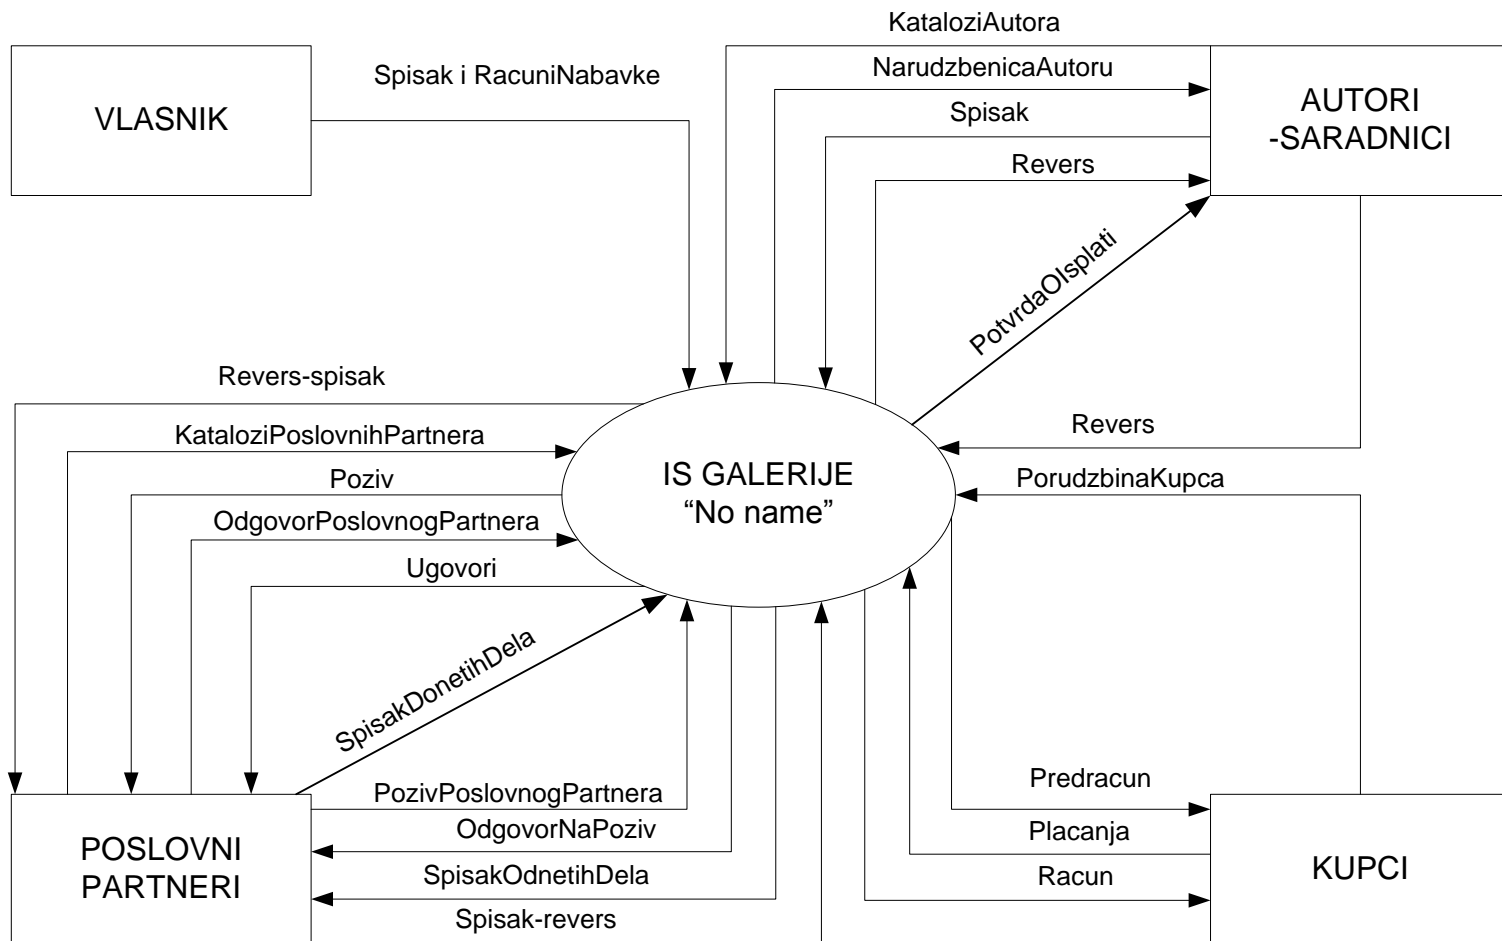 KataloziAutora
Spisak i RacuniNabavke
NarudzbenicaAutoru
VLASNIK
Spisak
AUTORI
-SARADNICI
Revers
PotvrdaOIsplati
Revers-spisak
KataloziPoslovnihPartnera
Revers
Poziv
IS GALERIJE
“No name”
PorudzbinaKupca
OdgovorPoslovnogPartnera
Ugovori
SpisakDonetihDela
PozivPoslovnogPartnera
Predracun
OdgovorNaPoziv
Placanja
POSLOVNI
PARTNERI
SpisakOdnetihDela
Racun
KUPCI
Spisak-revers